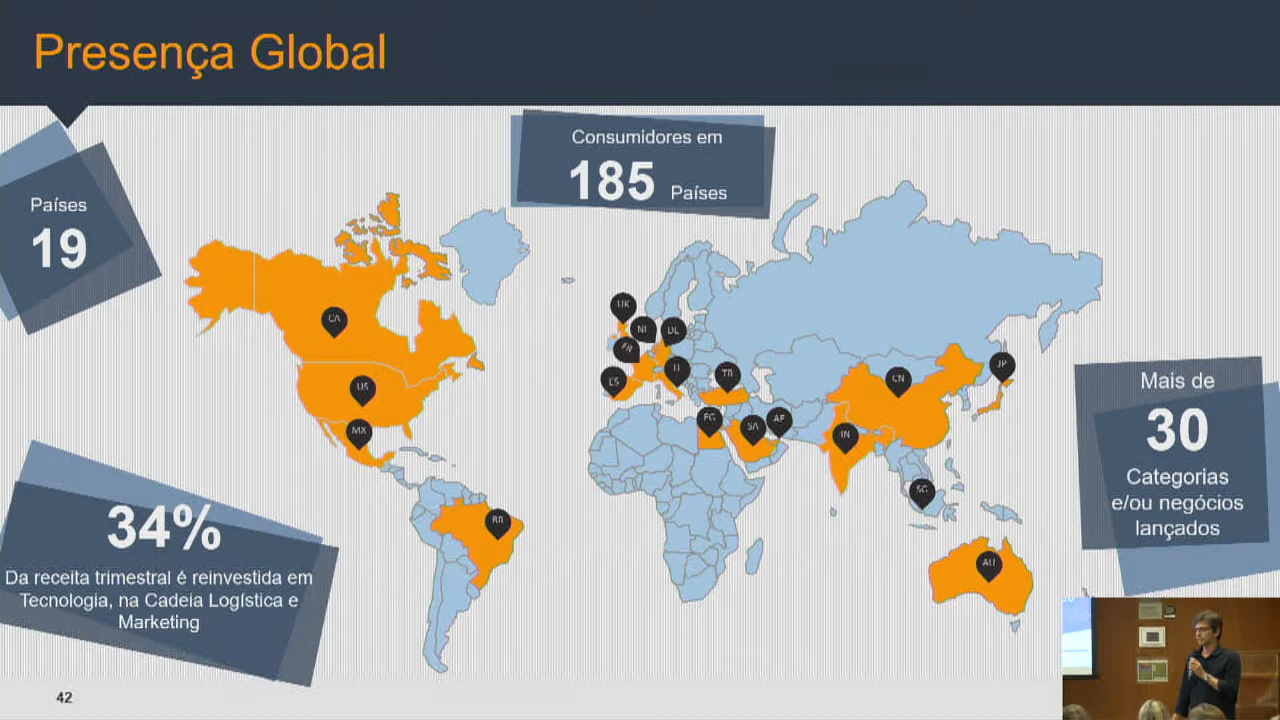 Presença Global
Consumidores em
185 Países
Países
19
UK
CA
NL
DL
FR
JP
IT
TR
CN
US
ES
EG
SA
AE
MX
IN
SG
BR
AU
Mais de
30
Categorias
e/ou negócios
lançados
34%
Da receita trimestral é reinvestida em
Tecnologia, na Cadeia Logística e
Marketing
42